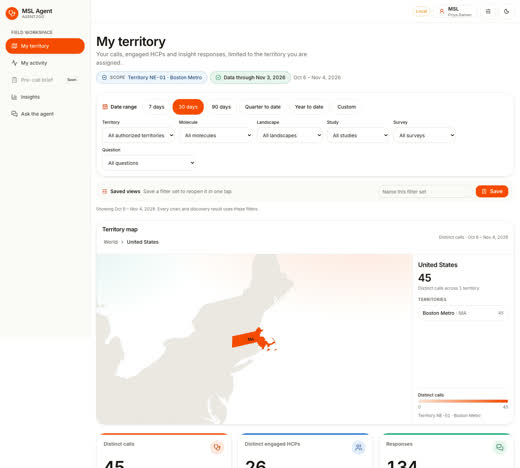 MSL Agent
AGENT200
Local
MSL
Priya Raman
FIELD WORKSPACE
My territory
My activity
Pre-call brief
Soon
Insights
Ask the agent
My territory
Your calls, engaged HCPs and insight responses, limited to the territory you are
assigned.
SCOPE Territory NE-01 · Boston Metro
Data through Nov 3, 2026
Oct 6 – Nov 4, 2026
Date range
7 days
30 days
90 days
Quarter to date
Year to date
Custom
Territory
Molecule
Landscape
Study
Survey
All authorized territories
All molecules
All landscapes
All studies
All surveys
Question
All questions
Saved views
Save a filter set to reopen it in one tap.
Name this filter set
Save
Showing Oct 6 – Nov 4, 2026. Every chart and discovery result uses these filters.
Territory map
Distinct calls · Oct 6 – Nov 4, 2026
World
United States
MA
United States
45
Distinct calls across 1 territory
TERRITORIES
Boston Metro · MA
45
Distinct calls
0
45
Territory NE-01 · Boston Metro
Distinct calls
45
Distinct engaged HCPs
26
Responses
134